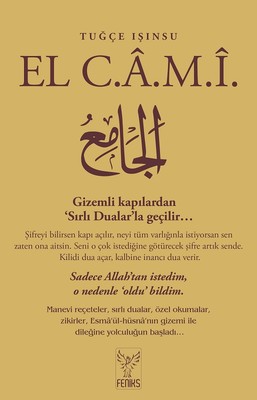 TUĞÇE IŞINSU
EL C.Â.M.Î.
الجَامِعُ
Gizemli kapılardan
'Sırlı Dualar'la geçilir...
Şifreyi bilirsen kapı açılır, neyi tüm varlığınla istiyorsan sen
zaten ona aitsin. Seni o çok istediğine götürecek şifre artık sende.
Kilidi dua açar, kalbine inancı dua verir.
Sadece Allah'tan istedim,
o nedenle 'oldu' bildim.
Manevi reçeteler, sırlı dualar, özel okumalar,
zikirler, Esmâ'ül-hüsnâ'nın gizemi ile
dileğine yolculuğun başladı...
FENİKS